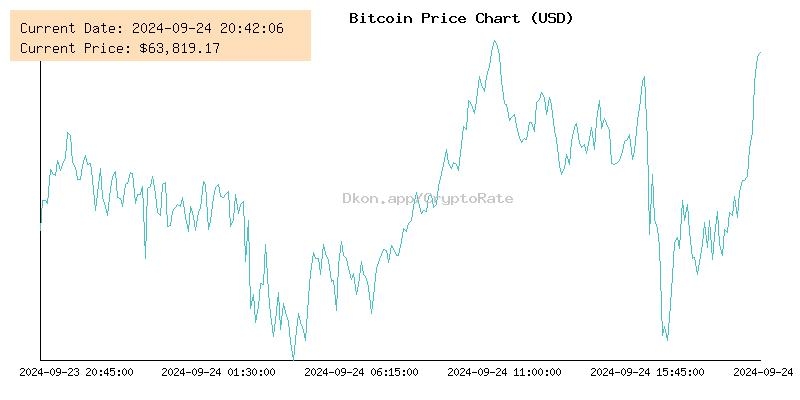 Bitcoin Price Chart (USD)
Current Date: 2024-09-24 20:42:06
Current Price: $63,819.17
Dkon.app/CryptoRate
2024-09-23 20:45:00
2024-09-24 01:30:00
2024-09-24 06:15:00
2024-09-24 11:00:00
2024-09-24 15:45:00
2024-09-24